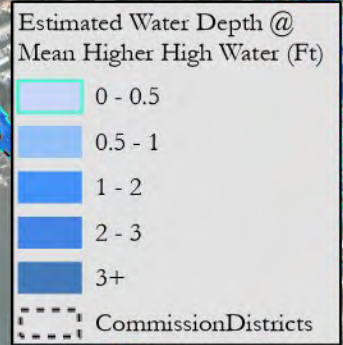 Estimated Water Depth @
Mean Higher High Water (Ft)
0 - 0.5
0.5 - 1
1 - 2
2 - 3
3+
CommissionDistricts